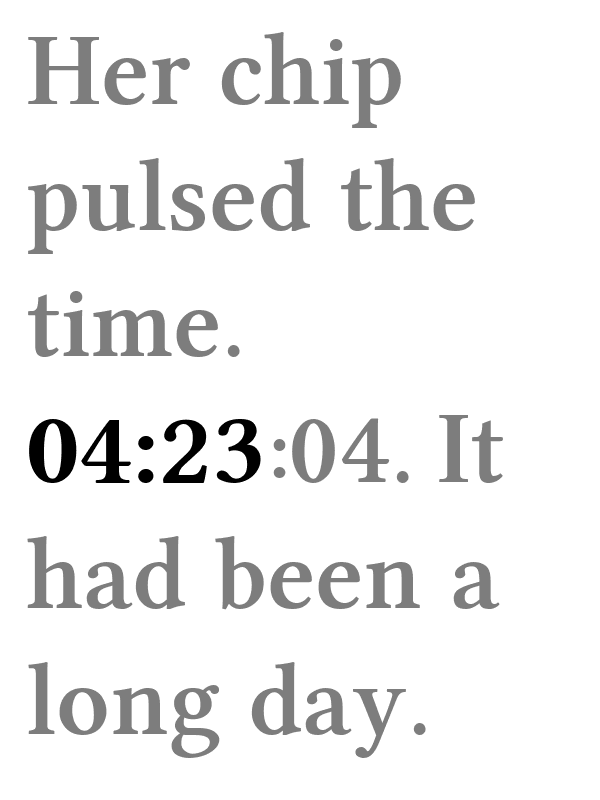 Her chip
pulsed the
time.
04:23:04. It
had been a
long day.